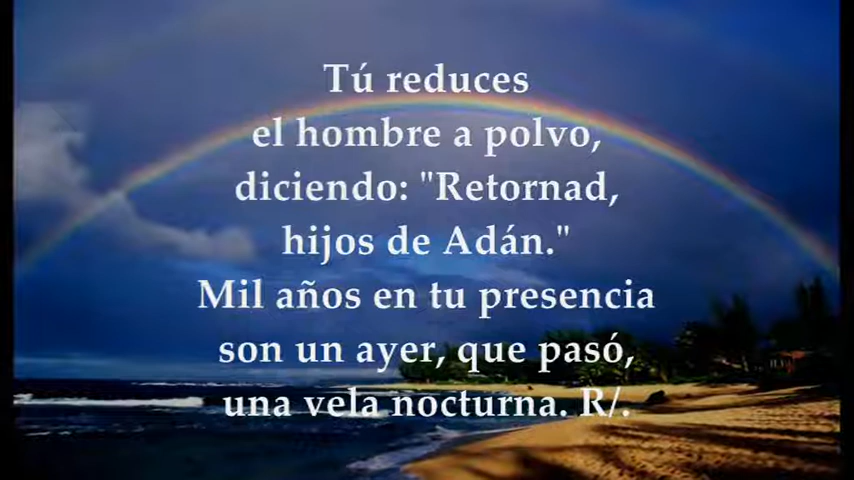 Tú reduces
el hombre a polvo,
diciendo: "Retornad,
hijos de Adán."
Mil años en tu presencia
son un ayer, que pasó,
una vela nocturna. R/.